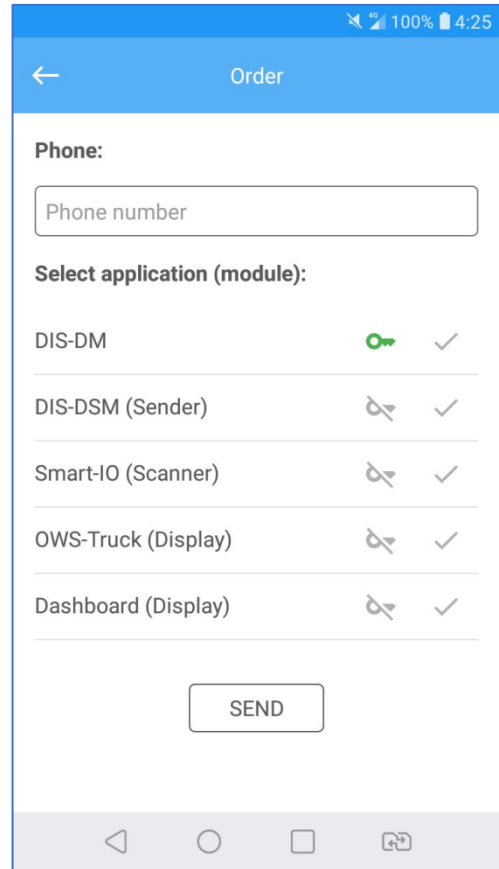 4G 100% 4:25
Order
Phone:
Phone number
Select application (module):
DIS-DM
DIS-DSM (Sender)
Smart-IO (Scanner)
OWS-Truck (Display)
Dashboard (Display)
SEND